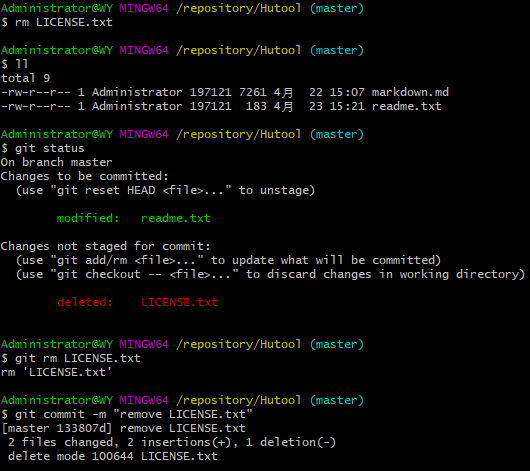 Administrator@WY MINGW64 /repository/Hutool (master)
$ rm LICENSE.txt
Administrator@WY MINGW64 /repository/Hutool (master)
$ ll
total 9
-rw-r--r-- 1 Administrator 197121 7261 4月  22 15:07 markdown.md
-rw-r--r-- 1 Administrator 197121  183 4月  23 15:21 readme.txt
Administrator@WY MINGW64 /repository/Hutool (master)
$ git status
On branch master
Changes to be committed:
  (use "git reset HEAD <file>..." to unstage)
        modified:   readme.txt
Changes not staged for commit:
  (use "git add/rm <file>..." to update what will be committed)
  (use "git checkout -- <file>..." to discard changes in working directory)
        deleted:    LICENSE.txt
Administrator@WY MINGW64 /repository/Hutool (master)
$ git rm LICENSE.txt
rm 'LICENSE.txt'
Administrator@WY MINGW64 /repository/Hutool (master)
$ git commit -m "remove LICENSE.txt"
[master 133807d] remove LICENSE.txt
 2 files changed, 2 insertions(+), 1 deletion(-)
 delete mode 100644 LICENSE.txt